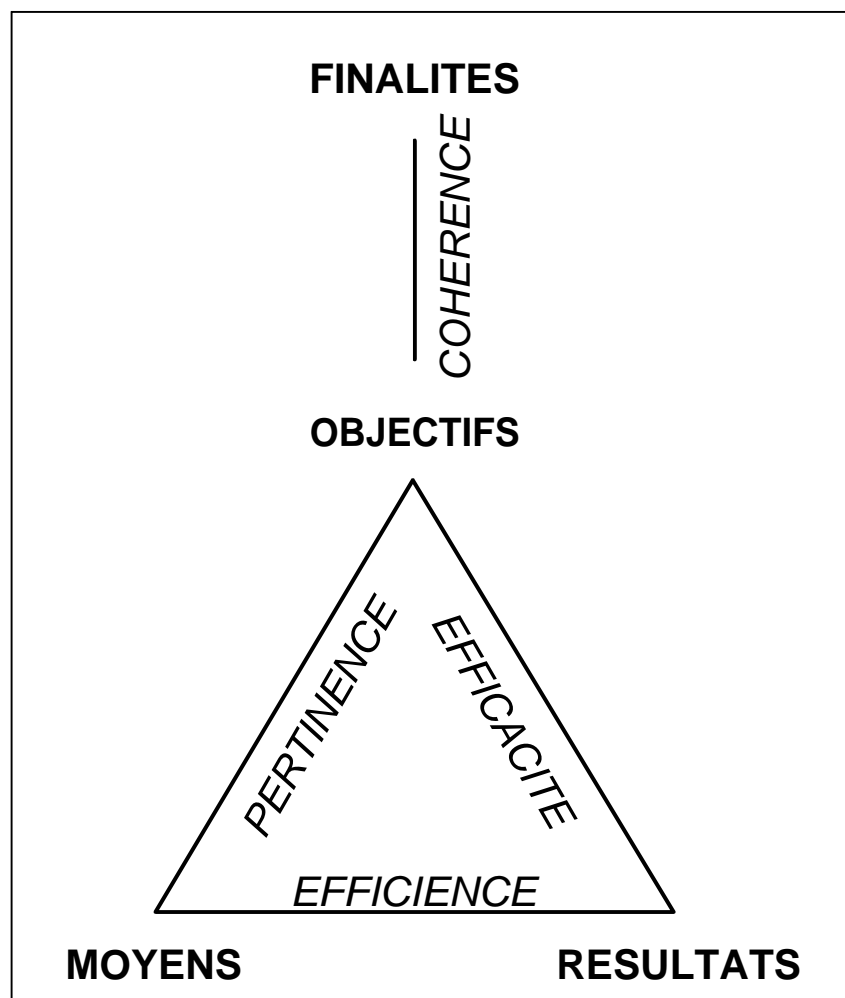 FINALITES
COHERENCE
OBJECTIFS
PERTINENCE
EFFICACITE
EFFICIENCE
MOYENS
RESULTATS